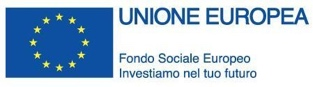 UNIONE EUROPEA
Fondo Sociale Europeo
Investiamo nel tuo futuro